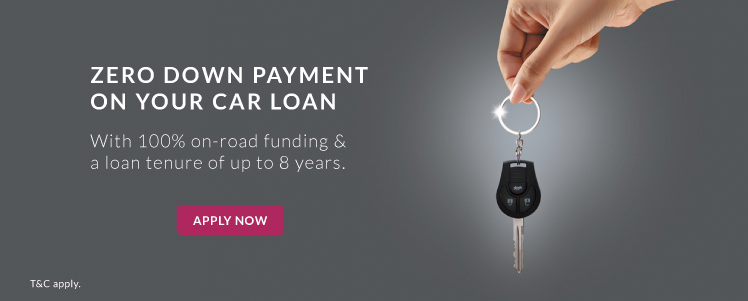 ZERO DOWN PAYMENT
ON YOUR CAR LOAN
With 100% on-road funding &
a loan tenure of up to 8 years.
APPLY NOW
T&C apply.